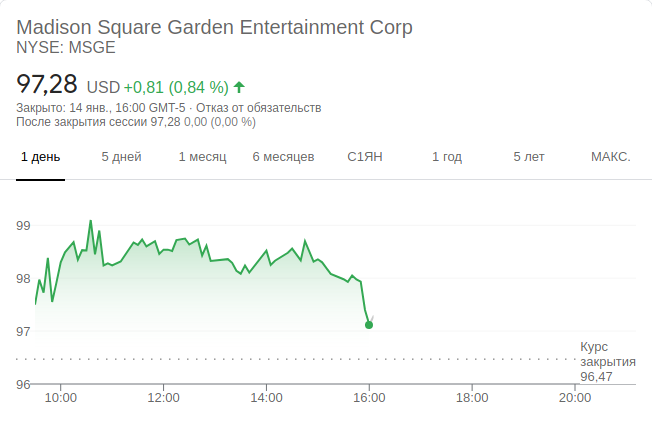 Madison Square Garden Entertainment Corp
NYSE: MSGE
97,28 USD +0,81 (0,84 %)
Закрыто: 14 янв., 16:00 GMT-5 · Отказ от обязательств
После закрытия сессии 97,28 0,00 (0,00 %)
1 день 5 дней 1 месяц 6 месяцев С1ЯН 1 год 5 лет МАКС.
99
98
97
Курс
закрытия
96,47
96
10:00 12:00 14:00 16:00 18:00 20:00